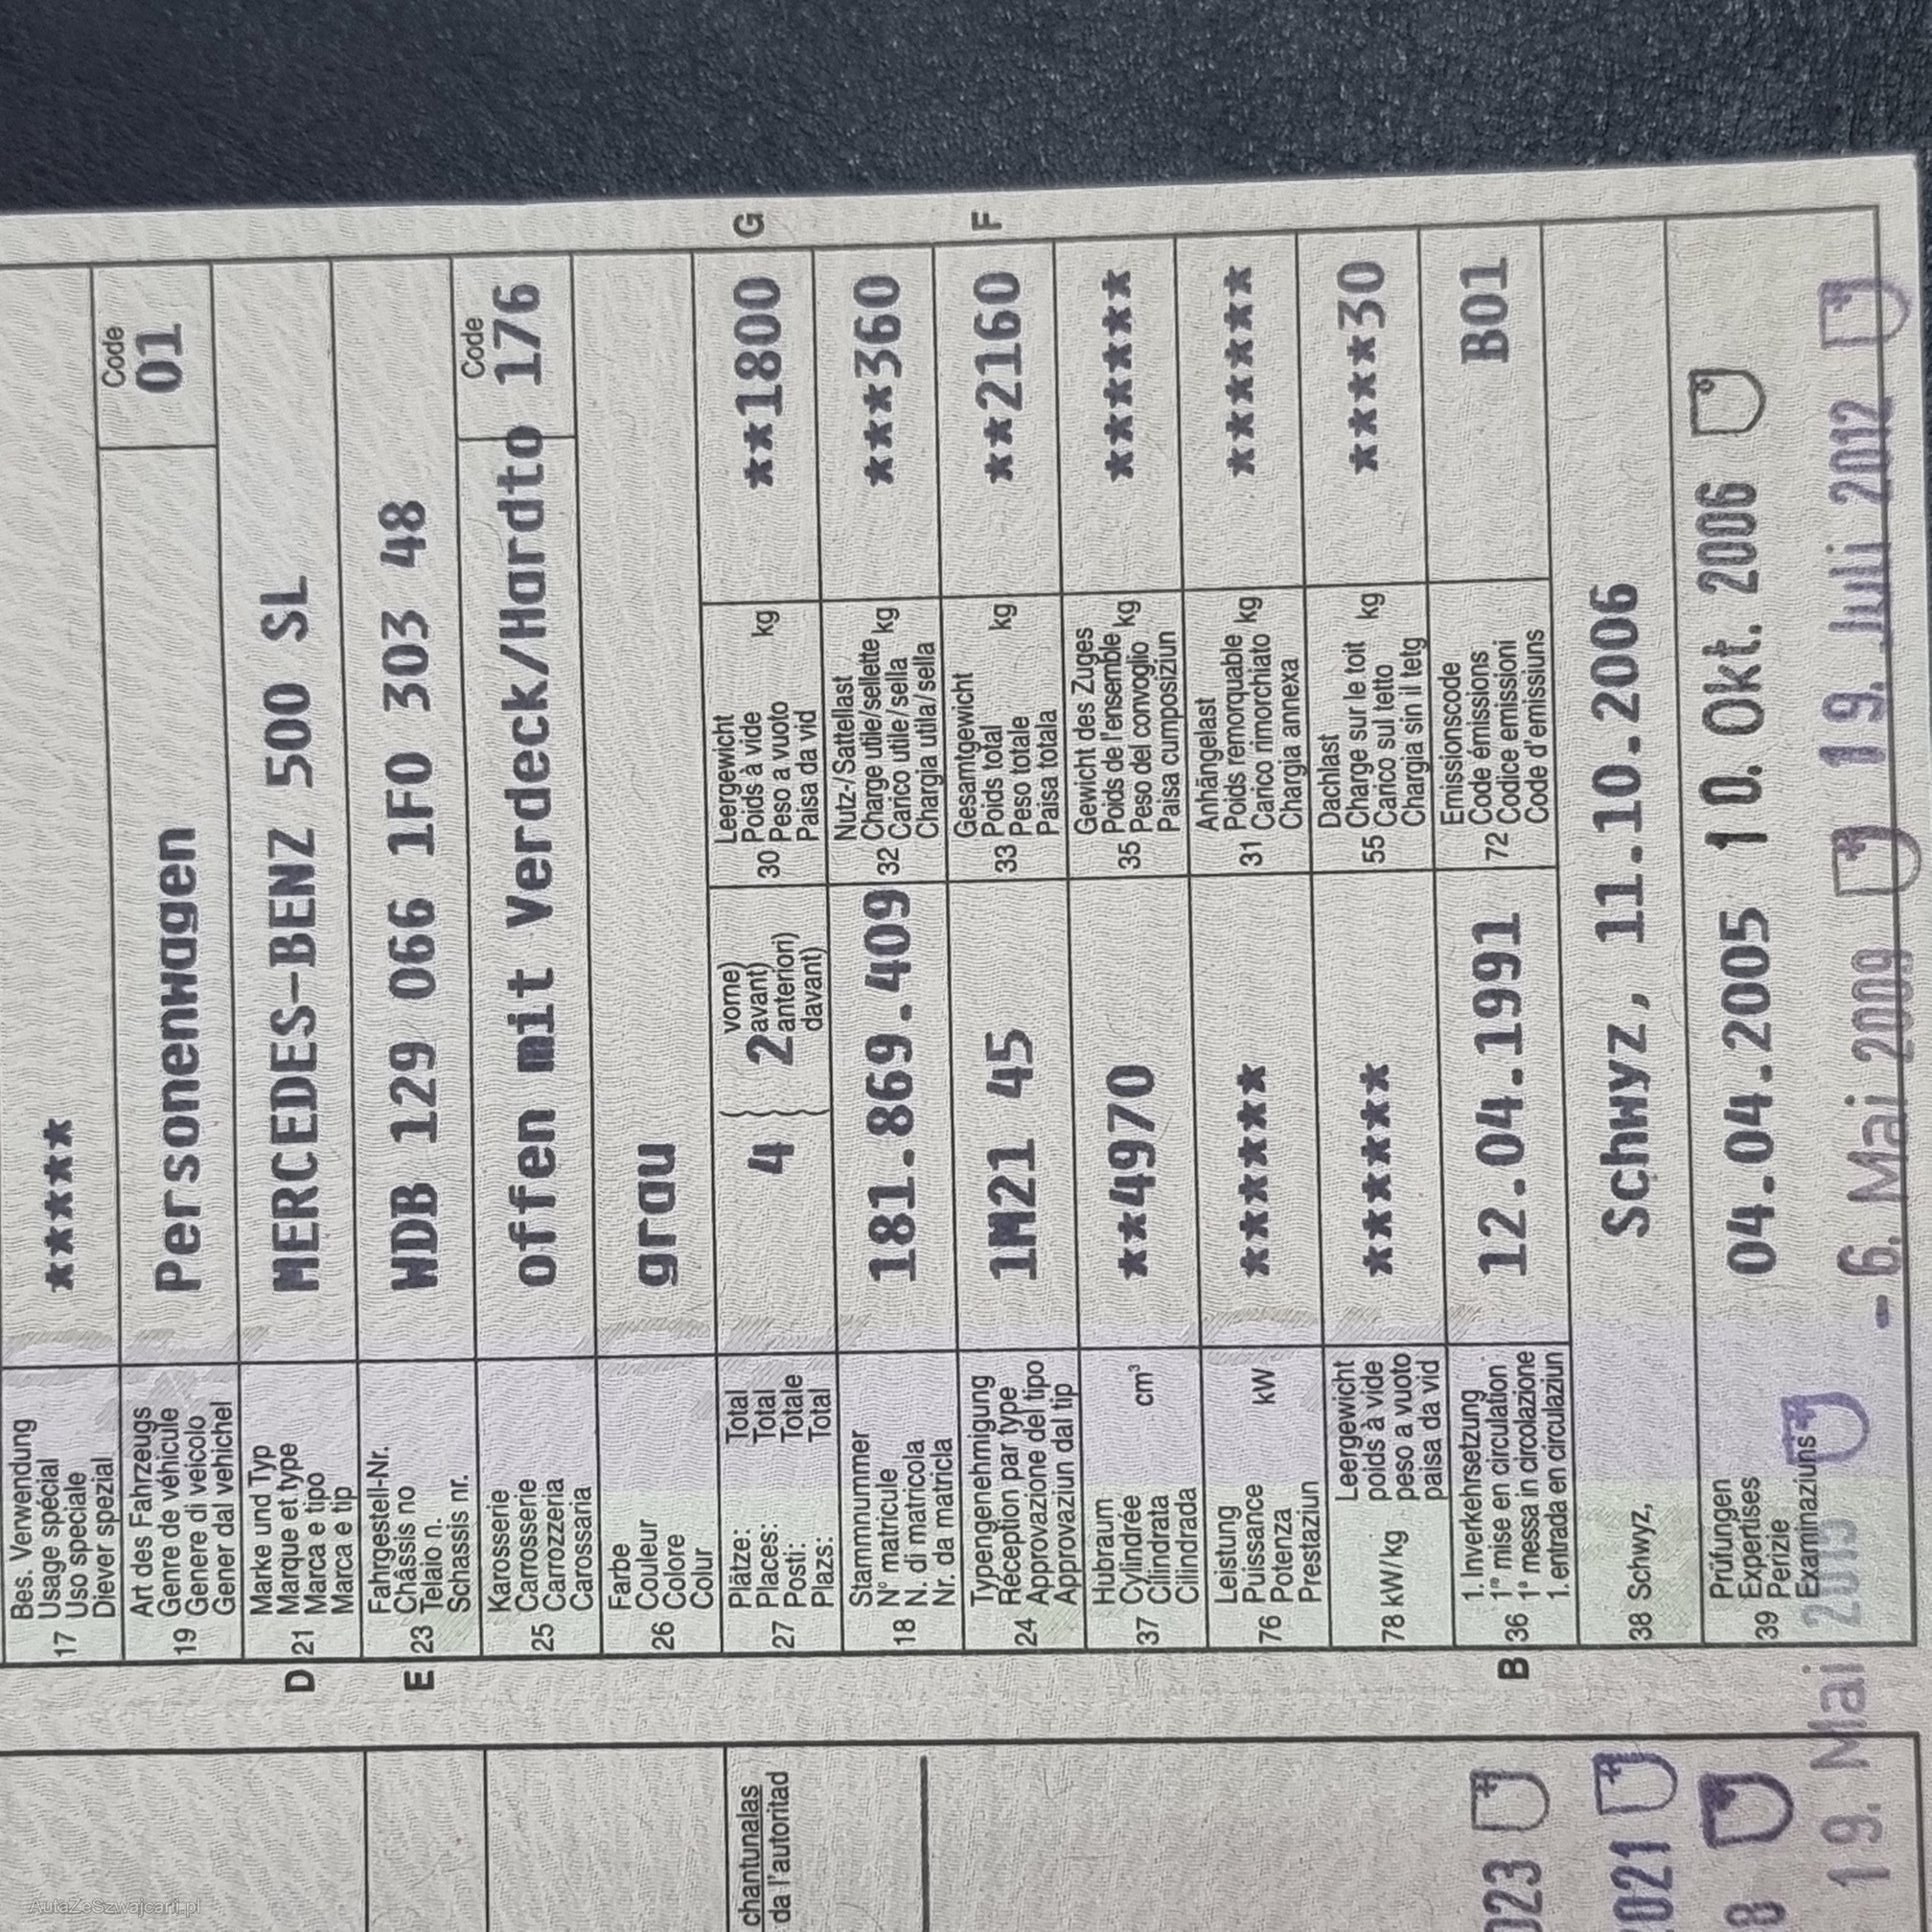 Bes. Verwendung
Usage spécial
17 Uso speciale
Diever spezial
*****
Art des Fahrzeugs
Genre de véhicule
19 Genere di veicolo
Gener dal vehichel
Personenwagen
Code
01
Marke und Typ
Marque et type
D 21 Marca e tipo
Marca e tip
MERCEDES-BENZ 500 SL
Fahrgestell-Nr.
Châssis no
E 23 Telaio n.
Schassis nr.
WDB 129 066 1F0 303 48
Karosserie
Carrosserie
25 Carrozzeria
Carossaria
offen mit Verdeck/Hardto
Code
176
Farbe
Couleur
26 Colore
Colur
grau
Plätze: Total
Places: Total
27 Posti: Totale
Plazs: Total
4 { 2
vorne)
avant)
anteriori)
davant)
Leergewicht
Poids à vide
30 Peso a vuoto kg
Paisa da vid
**1800 G
Stammnummer
N° matricule
18 N. di matricola
Nr. da matricla
181.869.409
Nutz-/Sattellast
Charge utile/sellette
32 Carico utile/sella kg
Chargia utila/sella
***360
Typengenehmigung
Réception par type
24 Approvazione del tipo
Approvaziun dal tip
1M21 45
Gesamtgewicht
33 Poids total kg
Peso totale
Paisa totala
**2160 F
Hubraum
Cylindrée cm³
37 Cilindrata
Cilindrada
**4970
Gewicht des Zuges
Poids de l'ensemble kg
35 Peso del convoglio
Paisa cumposiziun
*******
Leistung
Puissance kW
76 Potenza
Prestaziun
*******
Anhängelast
Poids remorquable kg
31 Carico rimorchiato
Chargia annexa
*******
78 kW/kg
Leergewicht
poids à vide
peso a vuoto
paisa da vid
*******
Dachlast
55 Charge sur le toit kg
Carico sul tetto
Chargia sin il tetg
*****30
1. Inverkehrsetzung
B 36 1re mise en circulation
1a messa in circolazione
1. entrada en circulaziun
12.04.1991
Emissionscode
72 Code émissions
Codice emissioni
Code d'emissiuns
B01
38 Schwyz,
Schwyz, 11.10.2006
Prüfungen
Expertises
39 Perizie
Examinaziuns
04.04.2005 10. Okt. 2006
- 6. Mai 2009 19. Juli 2012
19. Mai 2015
chantunalas
da l'autoritad
023
021
AutaZeSzwajcarii.pl